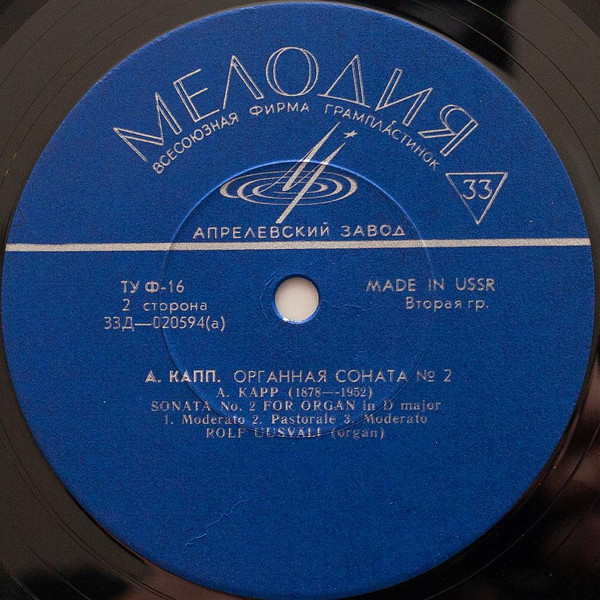 МЕЛОДИЯ
ВСЕСОЮЗНАЯ ФИРМА ГРАМПЛАСТИНОК
33
АПРЕЛЕВСКИЙ ЗАВОД
ТУ Ф-16
MADE IN USSR
2 сторона
Вторая гр.
33Д—020594(а)
А. КАПП. ОРГАННАЯ СОНАТА № 2
A. KAPP (1878—1952)
SONATA No. 2 FOR ORGAN in D major
1. Moderato 2. Pastorale 3. Moderato
ROLF UUSVALI (organ)